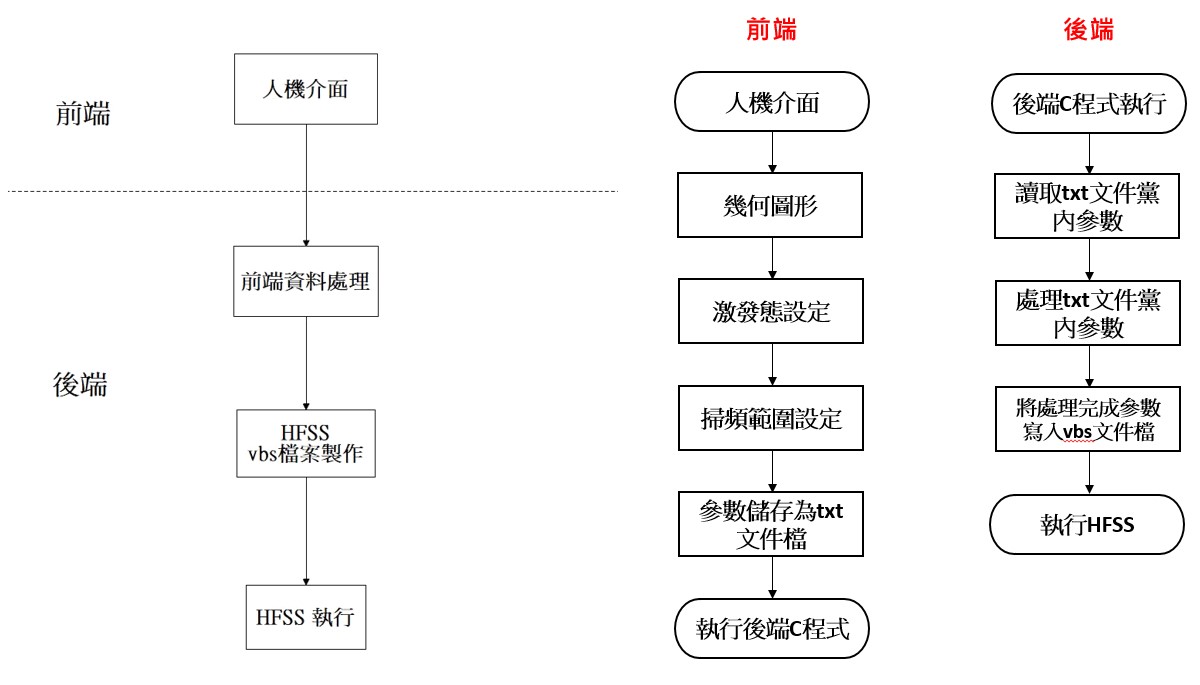 前端
人機介面
前端資料處理
後端
HFSS
vbs檔案製作
HFSS 執行
前端
人機介面
幾何圖形
激發態設定
掃頻範圍設定
參數儲存為txt
文件檔
執行後端C程式
後端
後端C程式執行
讀取txt文件黨
內參數
處理txt文件黨
內參數
將處理完成參數
寫入vbs文件檔
執行HFSS